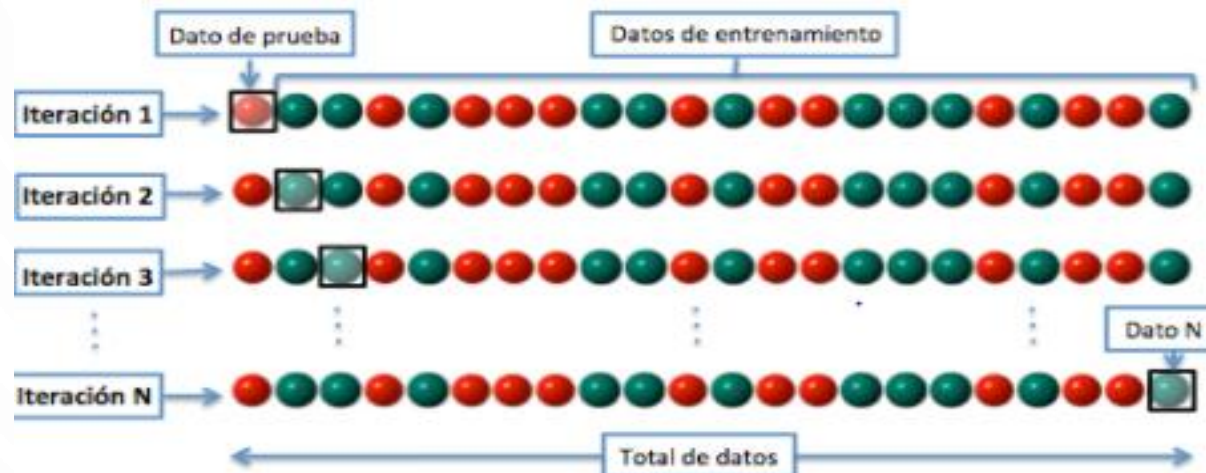 Dato de prueba
Datos de entrenamiento
Iteración 1
Iteración 2
Iteración 3
Dato N
Iteración N
Total de datos